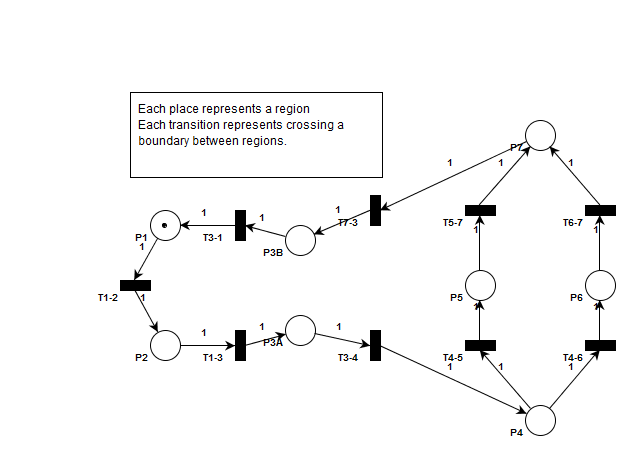 Each place represents a region
Each transition represents crossing a
boundary between regions.
P7
1
1
1
1
1
1
T7-3
T5-7
T6-7
P1
T3-1
1
1
1
P3B
T1-2
1
P5
P6
1
1
1
1
1
P3A
P2
T1-3
T3-4
T4-5
T4-6
1
1
1
P4